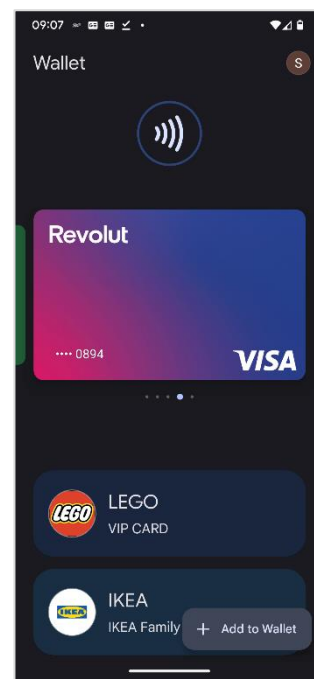 09:07
Wallet
S
Revolut
•••• 0894
VISA
LEGO
LEGO
VIP CARD
IKEA
IKEA
IKEA Family
+ Add to Wallet